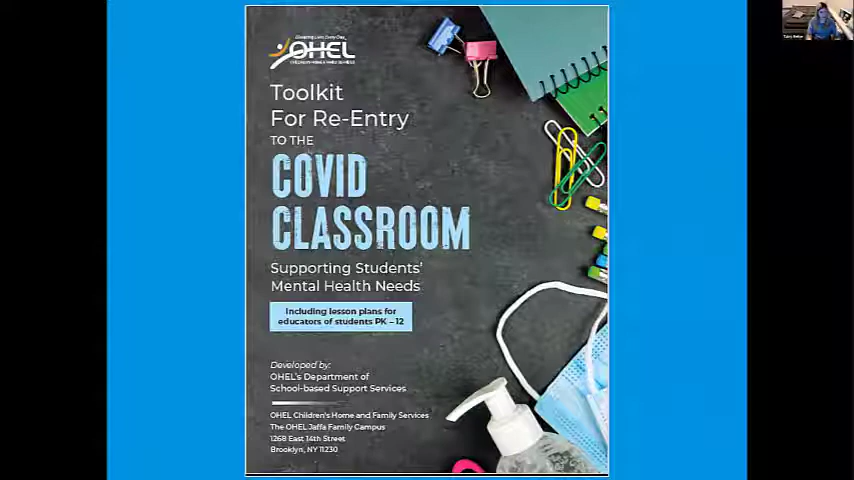 OHEL
Toolkit
For Re-Entry
TO THE
COVID
CLASSROOM
Supporting Students'
Mental Health Needs
Including lesson plans for
educators of students PK – 12
Developed by:
OHEL's Department of
School-based Support Services
OHEL Children's Home and Family Services
The OHEL Jaffa Family Campus
1268 East 14th Street
Brooklyn, NY 11230